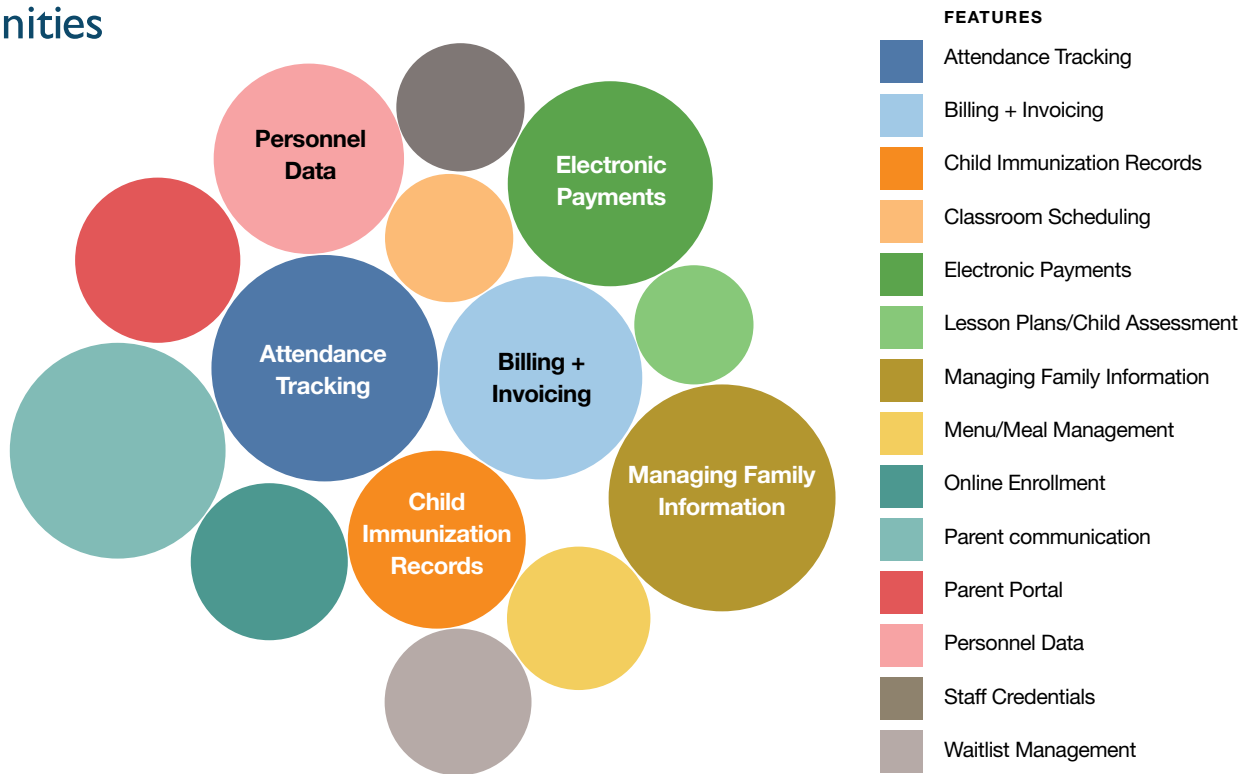 nities
Personnel
Data
Electronic
Payments
Attendance
Tracking
Billing +
Invoicing
Managing Family
Information
Child
Immunization
Records
FEATURES
Attendance Tracking
Billing + Invoicing
Child Immunization Records
Classroom Scheduling
Electronic Payments
Lesson Plans/Child Assessment
Managing Family Information
Menu/Meal Management
Online Enrollment
Parent communication
Parent Portal
Personnel Data
Staff Credentials
Waitlist Management